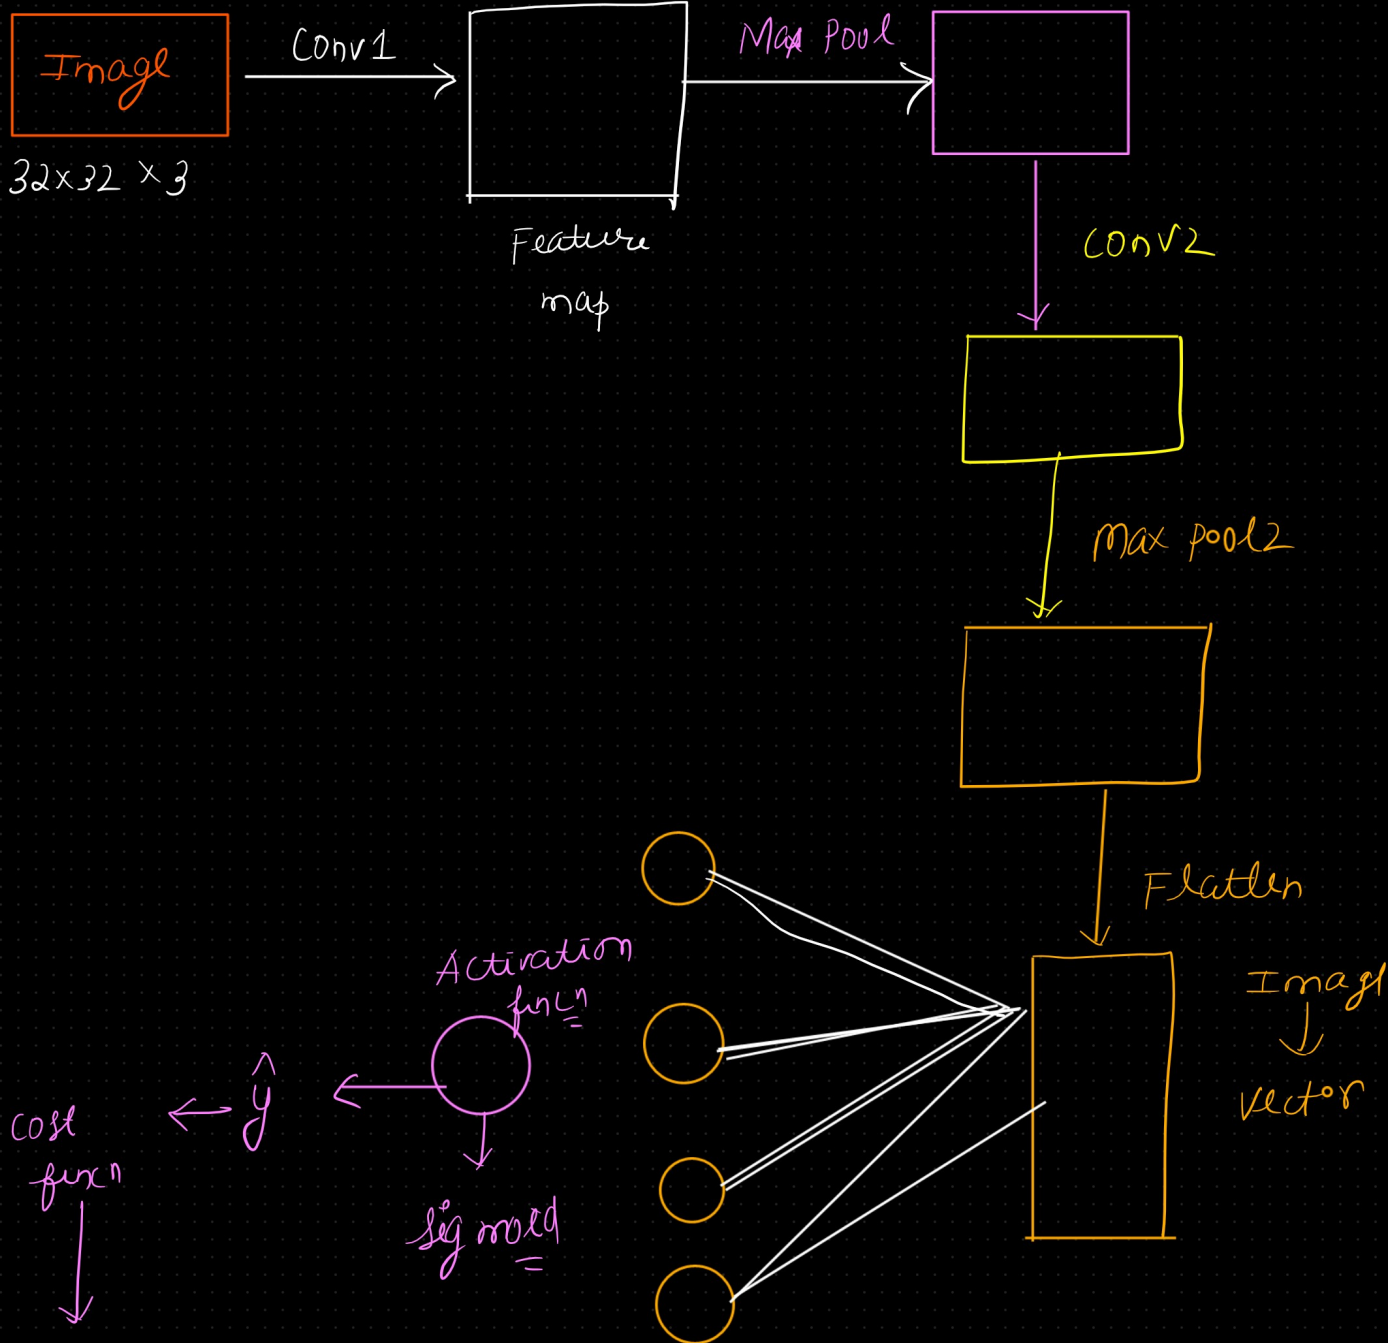 Image
Conv1
Max Pool
32x32 x3
Feature
map
Conv2
Max pool2
Flatten
Image
vector
Activation
funcⁿ
ŷ
cost
funcⁿ
sigmoid